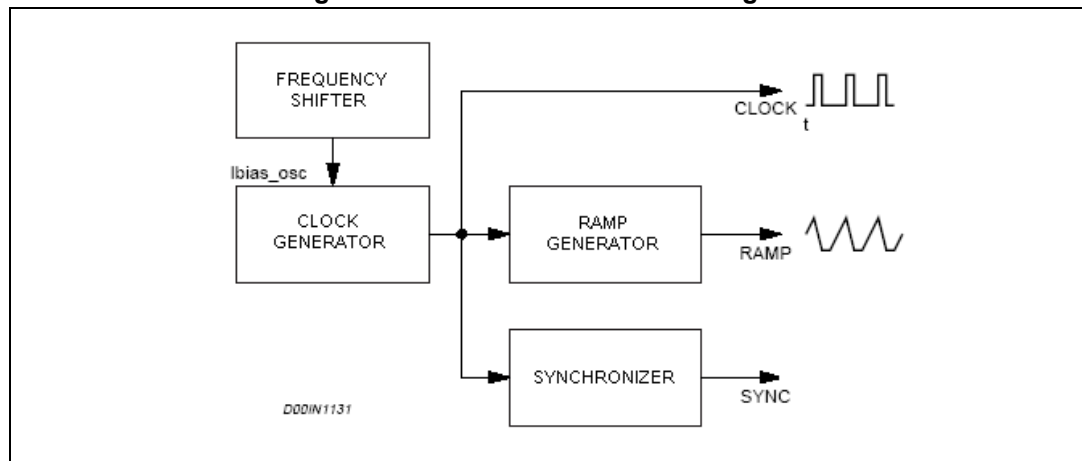 FREQUENCY
SHIFTER
CLOCK
t
Ibias_osc
CLOCK
GENERATOR
RAMP
GENERATOR
RAMP
SYNCHRONIZER
SYNC
D00IN1131